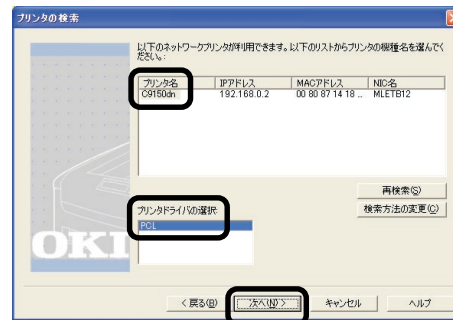 プリンタの検索
以下のネットワークプリンタが利用できます。以下のリストからプリンタの機種名を選んでく
ださい。:
プリンタ名 IPアドレス MACアドレス NIC名
C9150dn 192.168.0.2 00 80 87 14 18 ... MLETB12
再検索(S)
検索方法の変更(C)
プリンタドライバの選択:
PCL
OKI
< 戻る(B) 次へ(N) > キャンセル ヘルプ